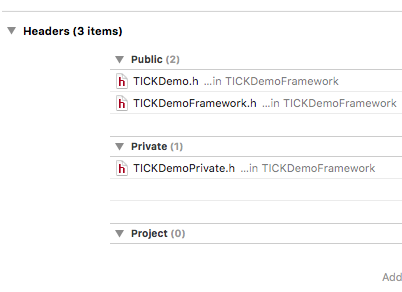 Headers (3 items)
Public (2)
TICKDemo.h ...in TICKDemoFramework
TICKDemoFramework.h ...in TICKDemoFramework
Private (1)
TICKDemoPrivate.h ...in TICKDemoFramework
Project (0)
Add